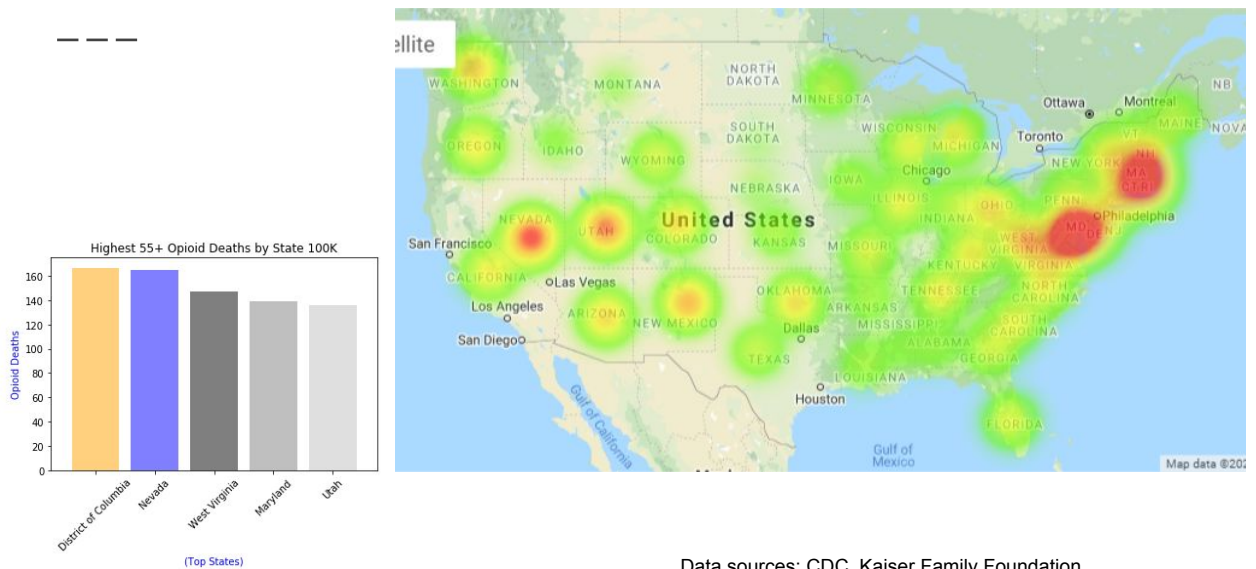 — — —
Highest 55+ Opioid Deaths by State 100K
Opioid Deaths
160
140
120
100
80
60
40
20
0
District of Columbia
Nevada
West Virginia
Maryland
Utah
(Top States)
ellite
NORTH
DAKOTA
NB
WASHINGTON
MONTANA
MINNESOTA
Ottawa
Montreal
MAINE
NOVA
SOUTH
DAKOTA
WISCONSIN
MICHIGAN
Toronto
VT
NH
OREGON
IDAHO
WYOMING
NEW YORK
MA
CT RI
Chicago
IOWA
NEBRASKA
ILLINOIS
INDIANA
OHIO
PENN
Philadelphia
NEVADA
UTAH
COLORADO
United States
KANSAS
MISSOURI
WEST
VIRGINIA
MD
DE
NJ
San Francisco
CALIFORNIA
Las Vegas
KENTUCKY
VIRGINIA
Los Angeles
ARIZONA
NEW MEXICO
OKLAHOMA
ARKANSAS
TENNESSEE
NORTH
CAROLINA
San Diego
Dallas
MISSISSIPPI
ALABAMA
SOUTH
CAROLINA
GEORGIA
TEXAS
LOUISIANA
Houston
FLORIDA
Gulf of
California
Gulf of
Mexico
Map data ©202
Data sources: CDC, Kaiser Family Foundation